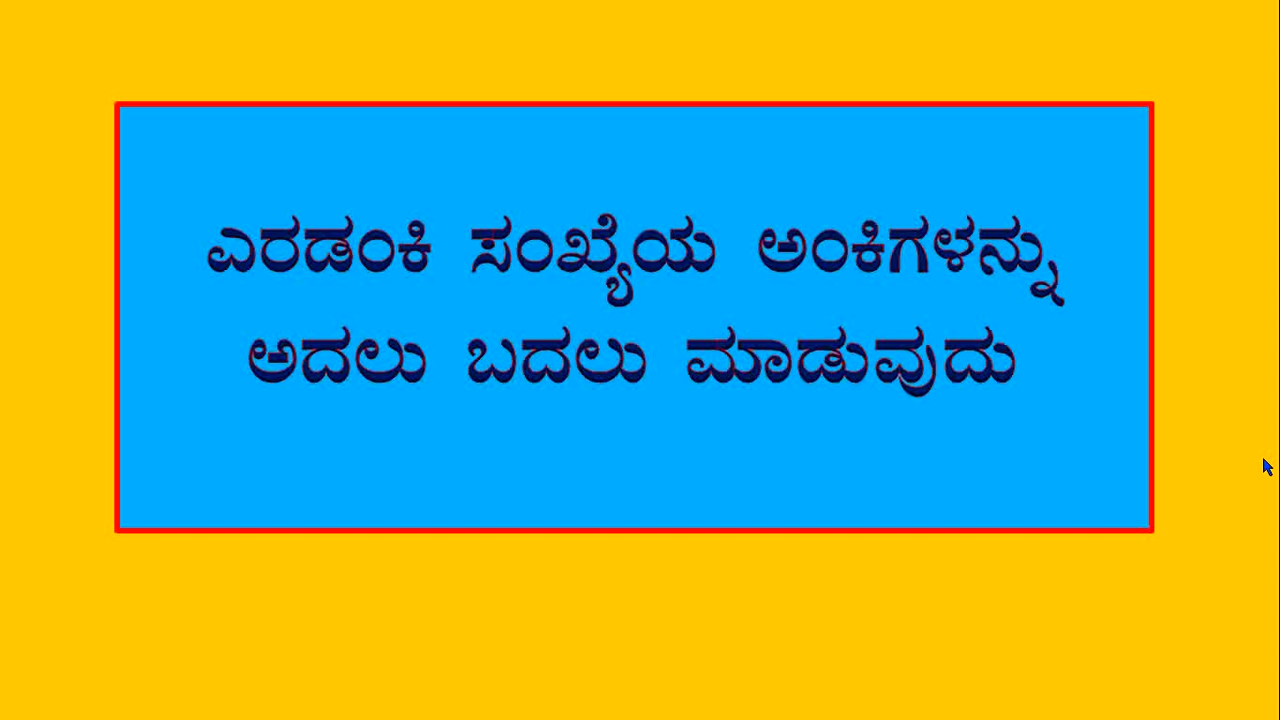 ಎರಡಂಕಿ ಸಂಖ್ಯೆಯ ಅಂಕಿಗಳನ್ನು
ಅದಲು ಬದಲು ಮಾಡುವುದು